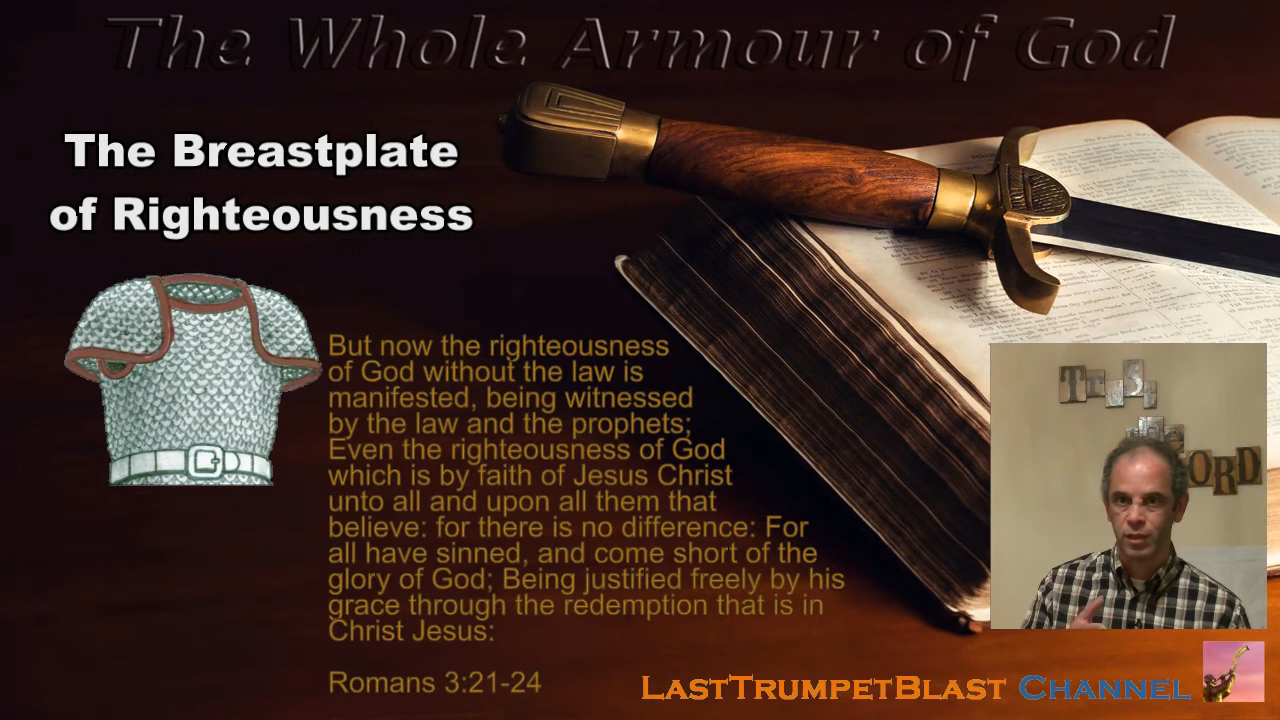 The Whole Armour of God
The Breastplate
of Righteousness
But now the righteousness
of God without the law is
manifested, being witnessed
by the law and the prophets;
Even the righteousness of God
which is by faith of Jesus Christ
unto all and upon all them that
believe: for there is no difference: For
all have sinned, and come short of the
glory of God; Being justified freely by his
grace through the redemption that is in
Christ Jesus:
Romans 3:21-24
LastTrumpetBlast Channel